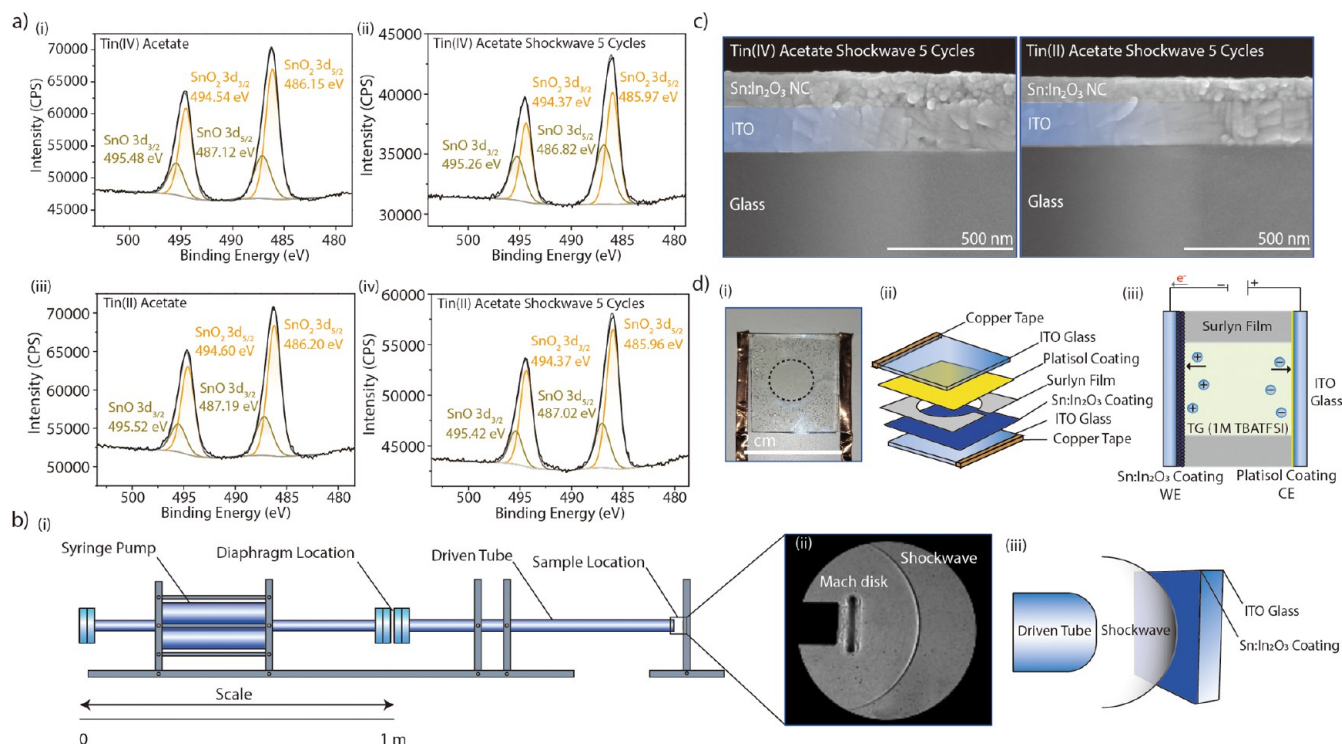 a) (i)
Tin(IV) Acetate
70000
65000
60000
55000
50000
45000
Intensity (CPS)
SnO₂ 3d₃/₂
494.54 eV
SnO₂ 3d₅/₂
486.15 eV
SnO 3d₃/₂
495.48 eV
SnO 3d₅/₂
487.12 eV
500 495 490 485 480
Binding Energy (eV)
(ii)
Tin(IV) Acetate Shockwave 5 Cycles
45000
40000
35000
30000
Intensity (CPS)
SnO₂ 3d₃/₂
494.37 eV
SnO₂ 3d₅/₂
485.97 eV
SnO 3d₃/₂
495.26 eV
SnO 3d₅/₂
486.82 eV
500 495 490 485 480
Binding Energy (eV)
(iii)
Tin(II) Acetate
70000
65000
60000
55000
50000
Intensity (CPS)
SnO₂ 3d₃/₂
494.60 eV
SnO₂ 3d₅/₂
486.20 eV
SnO 3d₃/₂
495.52 eV
SnO 3d₅/₂
487.19 eV
500 495 490 485 480
Binding Energy (eV)
(iv)
Tin(II) Acetate Shockwave 5 Cycles
60000
55000
50000
45000
Intensity (CPS)
SnO₂ 3d₃/₂
494.37 eV
SnO₂ 3d₅/₂
485.96 eV
SnO 3d₃/₂
495.42 eV
SnO 3d₅/₂
487.02 eV
500 495 490 485 480
Binding Energy (eV)
c)
Tin(IV) Acetate Shockwave 5 Cycles
Sn:In₂O₃ NC
ITO
Glass
500 nm
Tin(II) Acetate Shockwave 5 Cycles
Sn:In₂O₃ NC
ITO
Glass
500 nm
d) (i)
2 cm
(ii)
Copper Tape
ITO Glass
Platisol Coating
Surlyn Film
Sn:In₂O₃ Coating
ITO Glass
Copper Tape
(iii)
e⁻
− +
Surlyn Film
+ −
+ −
+ −
TG (1M TBATFSI)
ITO
Glass
Sn:In₂O₃ Coating
WE
Platisol Coating
CE
b) (i)
Syringe Pump
Diaphragm Location
Driven Tube
Sample Location
Scale
0 1 m
(ii)
Shockwave
Mach disk
(iii)
Driven Tube
Shockwave
ITO Glass
Sn:In₂O₃ Coating